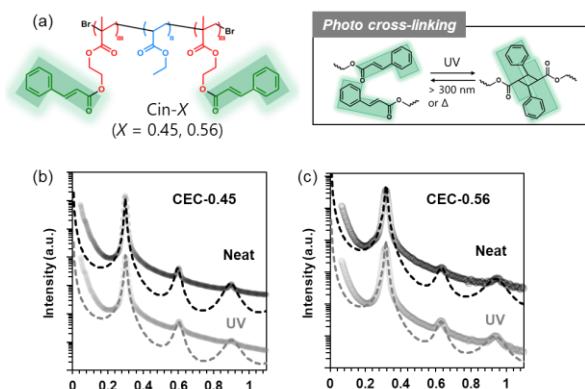 (a)
Br
m
n
m
Br
O
O
O
O
O
O
O
O
O
O
Cin-X
(X = 0.45, 0.56)
Photo cross-linking
O
O
O
O
UV
> 300 nm
or Δ
O
O
O
O
(b)
CEC-0.45
Neat
UV
Intensity (a.u.)
0 0.2 0.4 0.6 0.8 1
(c)
CEC-0.56
Neat
UV
Intensity (a.u.)
0 0.2 0.4 0.6 0.8 1